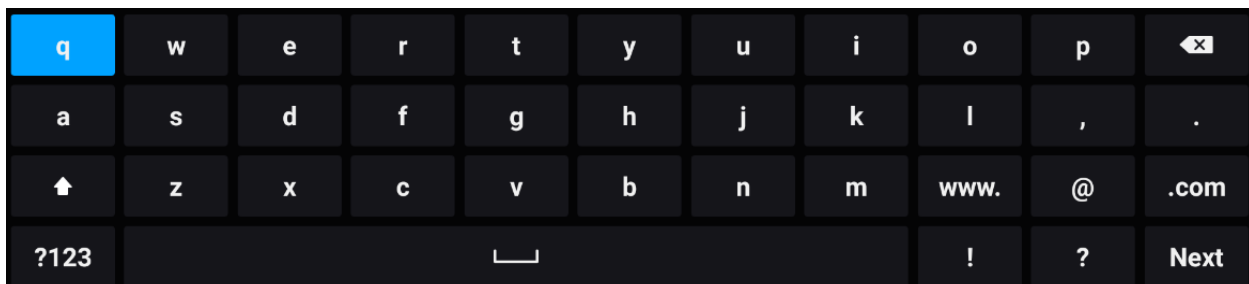 q w e r t y u i o p
a s d f g h j k l , .
z x c v b n m www. @ .com
?123 ! ? Next